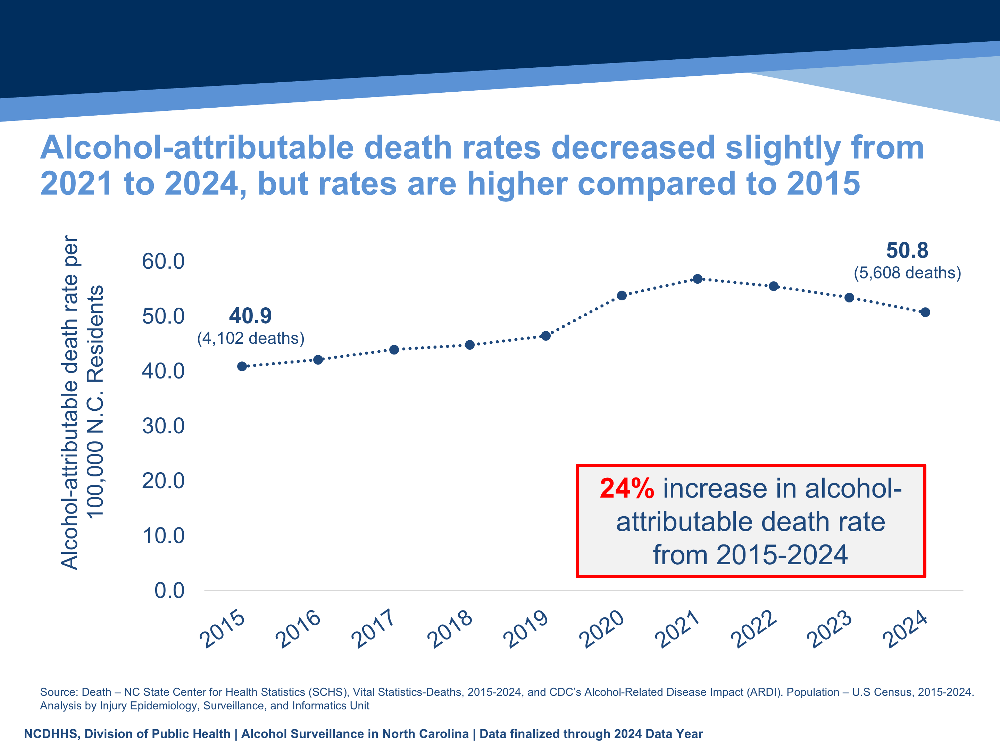 Alcohol-attributable death rates decreased slightly from
2021 to 2024, but rates are higher compared to 2015
Alcohol-attributable death rate per
100,000 N.C. Residents
60.0
50.0
40.0
30.0
20.0
10.0
0.0
40.9
(4,102 deaths)
50.8
(5,608 deaths)
24% increase in alcohol-
attributable death rate
from 2015-2024
2015
2016
2017
2018
2019
2020
2021
2022
2023
2024
Source: Death – NC State Center for Health Statistics (SCHS), Vital Statistics-Deaths, 2015-2024, and CDC’s Alcohol-Related Disease Impact (ARDI). Population – U.S Census, 2015-2024.
Analysis by Injury Epidemiology, Surveillance, and Informatics Unit
NCDHHS, Division of Public Health | Alcohol Surveillance in North Carolina | Data finalized through 2024 Data Year